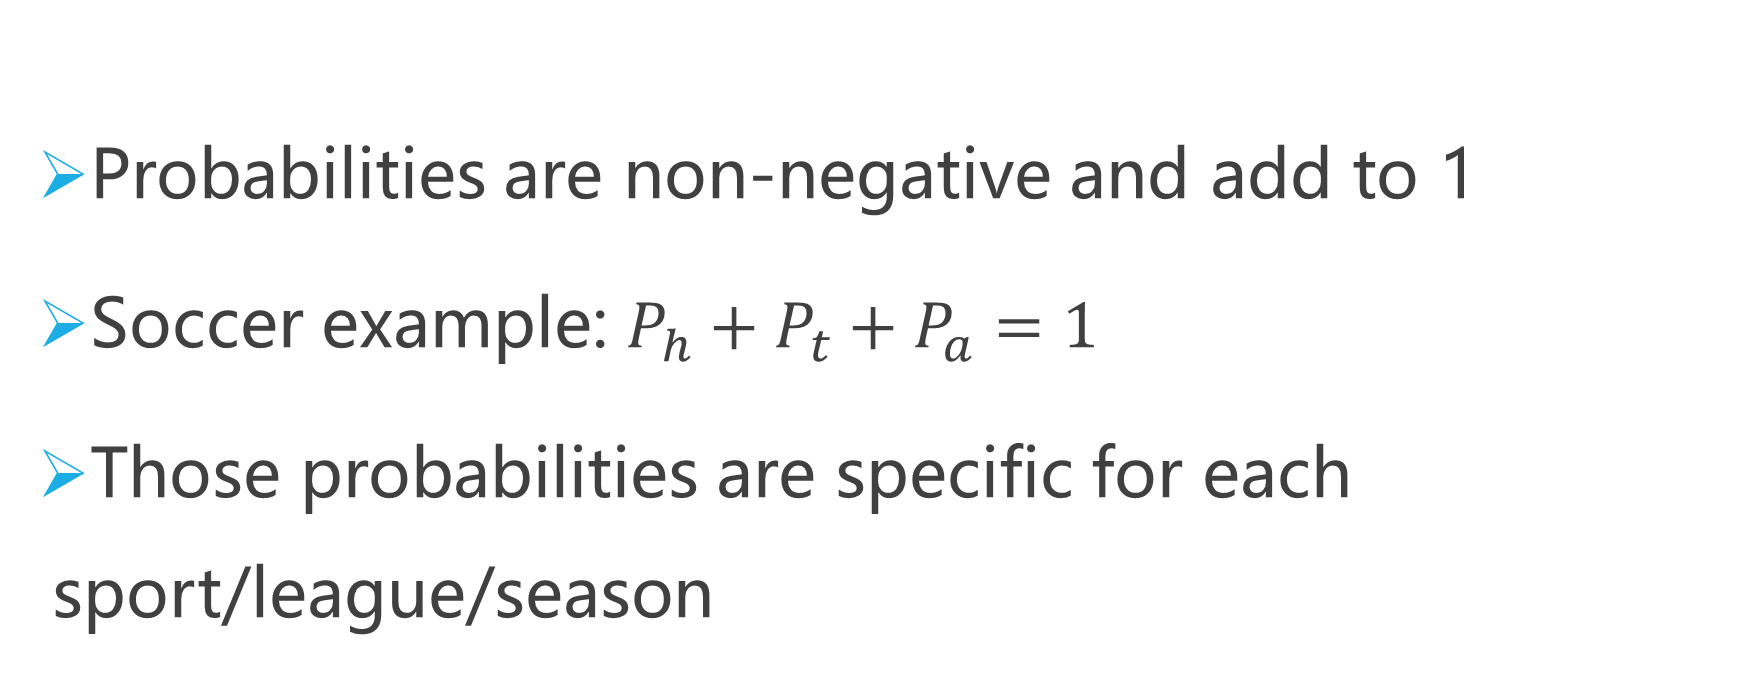 ➢Probabilities are non-negative and add to 1
➢Soccer example: $P_h + P_t + P_a = 1$
➢Those probabilities are specific for each
sport/league/season